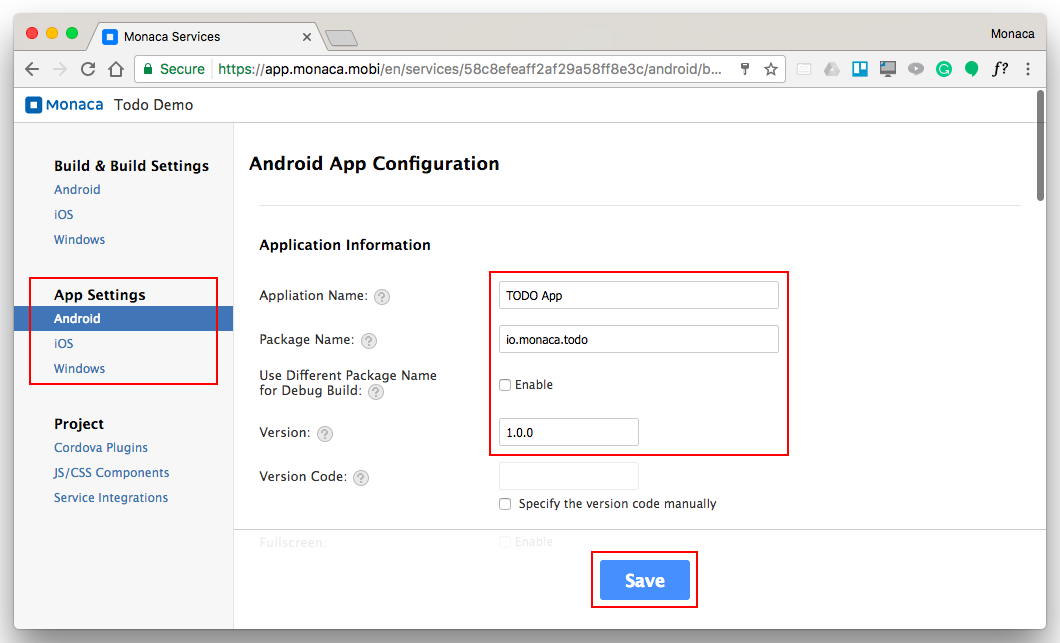 Monaca Services
Monaca
Secure https://app.monaca.mobi/en/services/58c8efeaff2af29a58ff8e3c/android/b... f?
Monaca Todo Demo
Build & Build Settings
Android
iOS
Windows
App Settings
Android
iOS
Windows
Project
Cordova Plugins
JS/CSS Components
Service Integrations
Android App Configuration
Application Information
Appliation Name: ? TODO App
Package Name: ? io.monaca.todo
Use Different Package Name
for Debug Build: ? Enable
Version: ? 1.0.0
Version Code: ?
Specify the version code manually
Fullscreen: Enable
Save